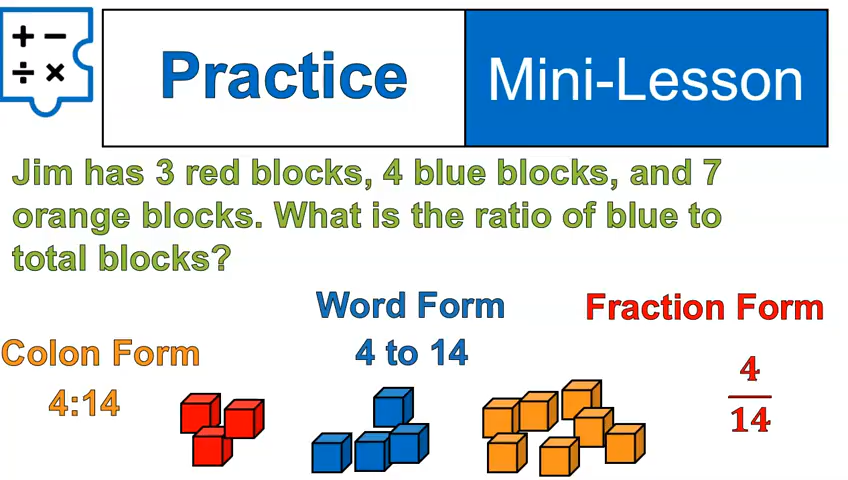 + −
÷ ×
Practice
Mini-Lesson
Jim has 3 red blocks, 4 blue blocks, and 7
orange blocks. What is the ratio of blue to
total blocks?
Word Form
4 to 14
Fraction Form
4
14
Colon Form
4:14